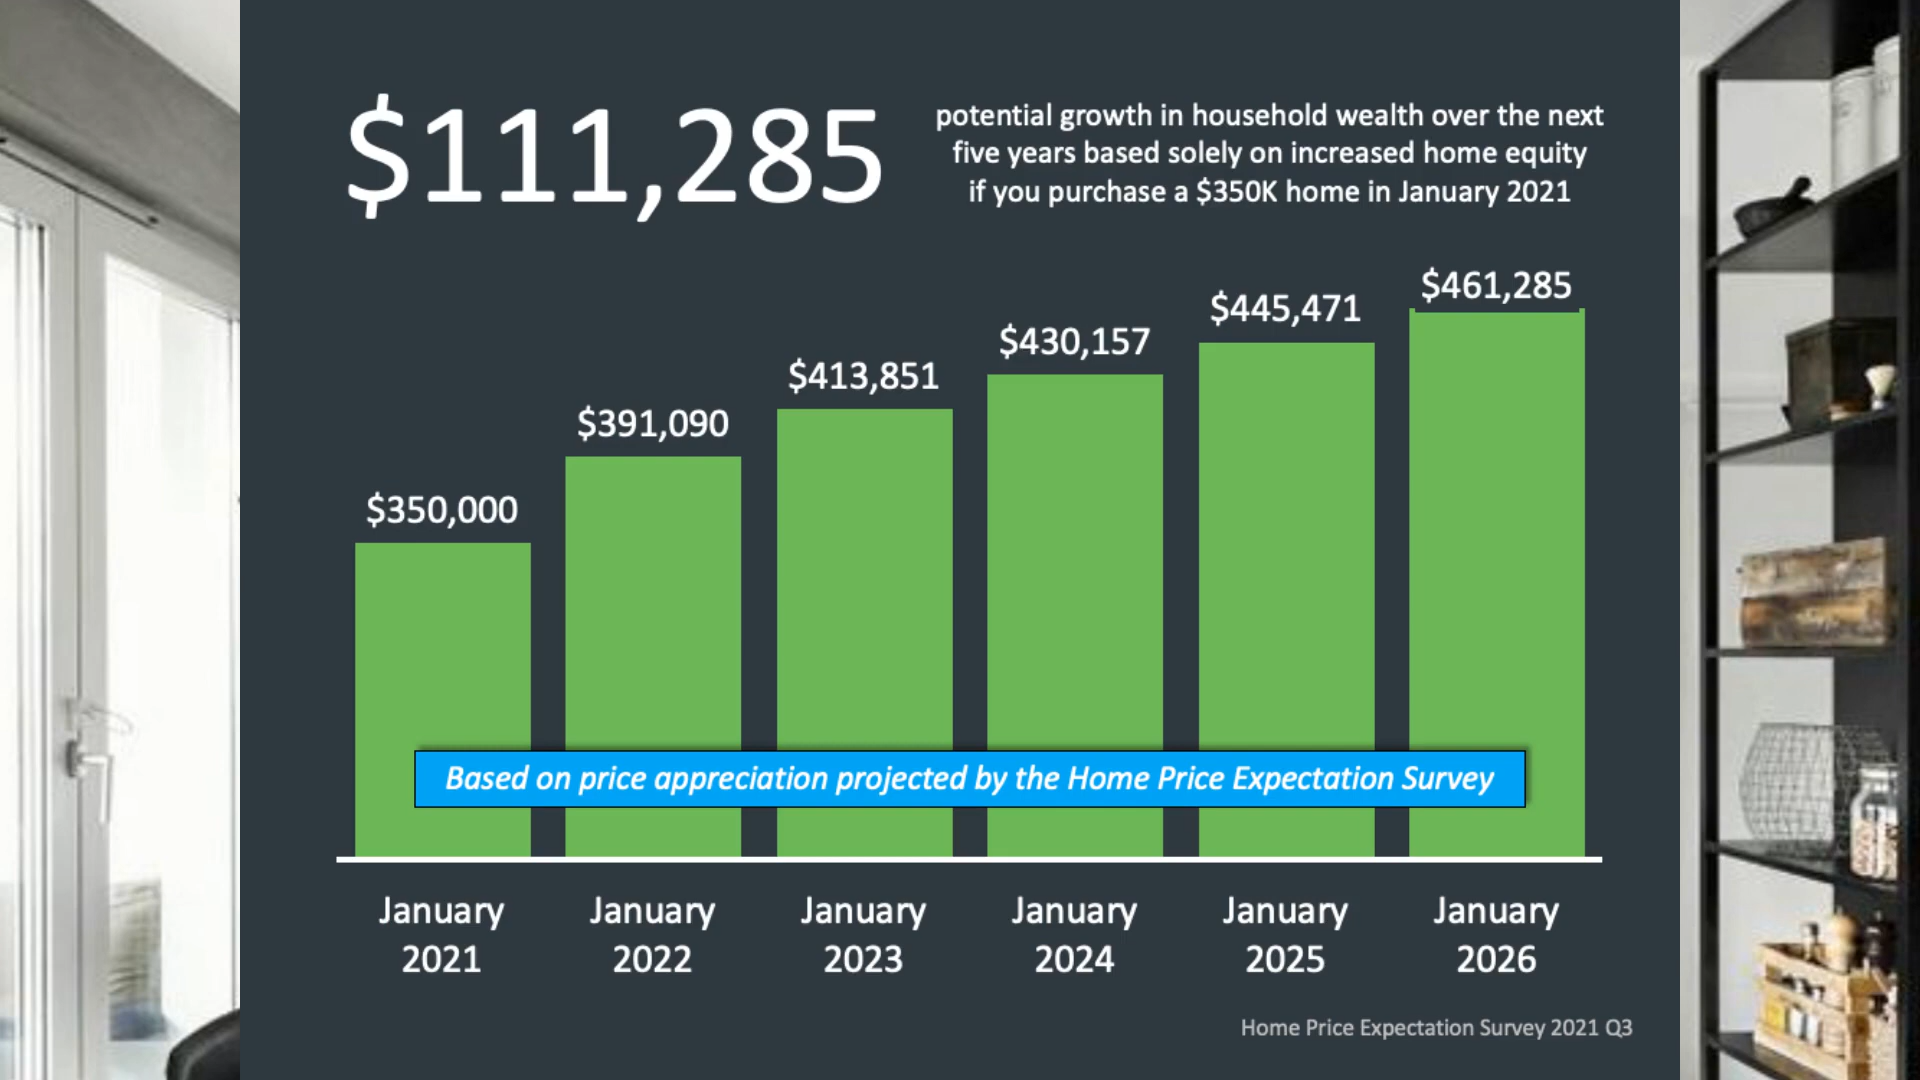 $111,285
potential growth in household wealth over the next
five years based solely on increased home equity
if you purchase a $350K home in January 2021
$350,000
$391,090
$413,851
$430,157
$445,471
$461,285
Based on price appreciation projected by the Home Price Expectation Survey
January
2021
January
2022
January
2023
January
2024
January
2025
January
2026
Home Price Expectation Survey 2021 Q3